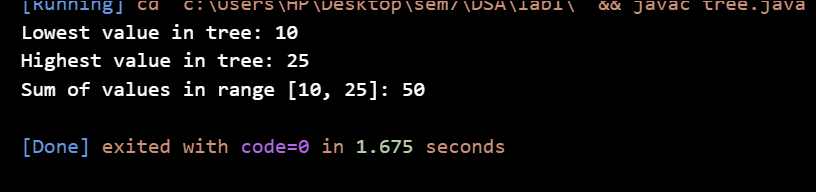 [Running] cd "c:\Users\HP\Desktop\sem7\DSA\lab1\" && javac tree.java
Lowest value in tree: 10
Highest value in tree: 25
Sum of values in range [10, 25]: 50
[Done] exited with code=0 in 1.675 seconds